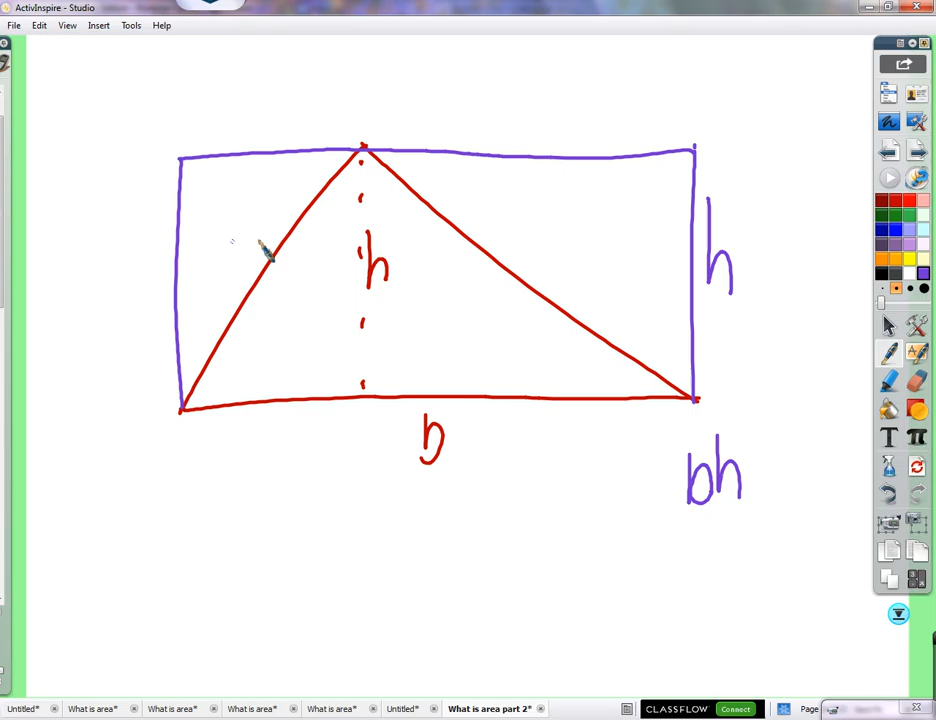 ActivInspire - Studio
File Edit View Insert Tools Help
h
h
b
bh
Untitled* What is area* What is area* What is area* What is area* Untitled* What is area part 2* CLASSFLOW Connect Page